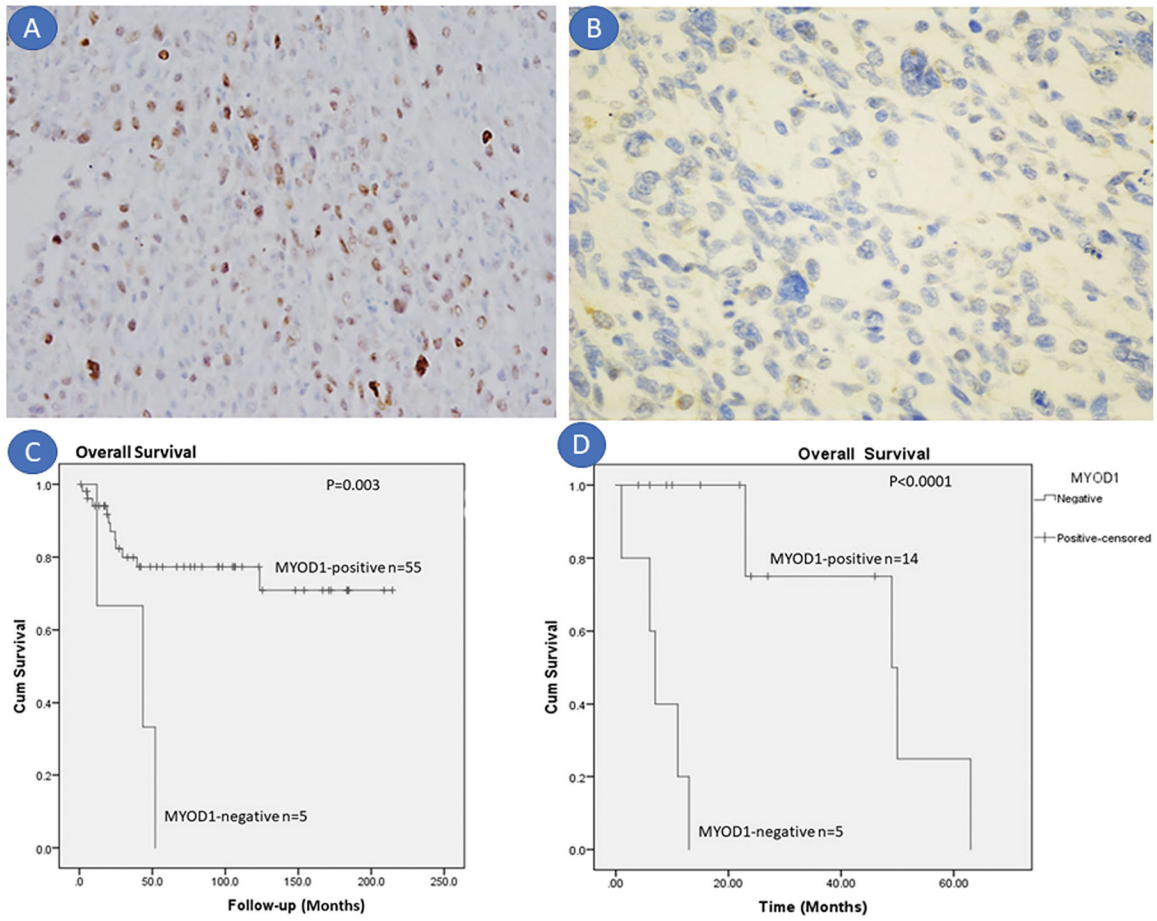 A
B
C
Overall Survival
P=0.003
MYOD1-positive n=55
MYOD1-negative n=5
Cum Survival
1.0
0.8
0.6
0.4
0.2
0.0
.0
50.0
100.0
150.0
200.0
250.0
Follow-up (Months)
D
Overall Survival
P<0.0001
MYOD1-positive n=14
MYOD1-negative n=5
Cum Survival
1.0
0.8
0.6
0.4
0.2
0.0
.00
20.00
40.00
60.00
Time (Months)
MYOD1
Negative
Positive-censored